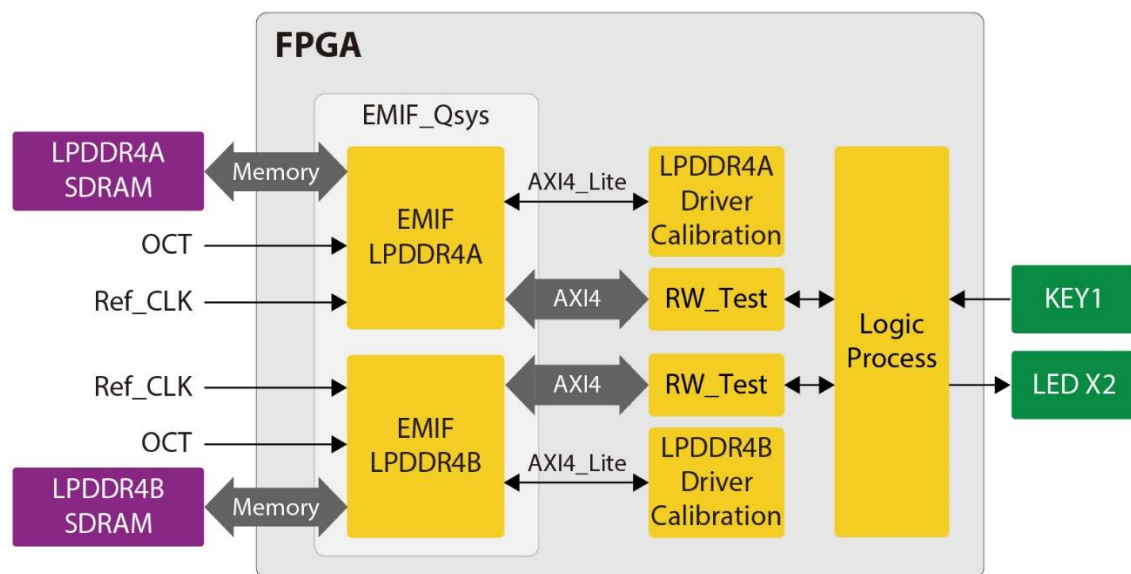 FPGA
EMIF_Qsys
LPDDR4A
SDRAM
Memory
OCT
Ref_CLK
EMIF
LPDDR4A
AXI4_Lite
LPDDR4A
Driver
Calibration
AXI4
RW_Test
Logic
Process
KEY1
LED X2
Ref_CLK
OCT
LPDDR4B
SDRAM
Memory
EMIF
LPDDR4B
AXI4
RW_Test
AXI4_Lite
LPDDR4B
Driver
Calibration